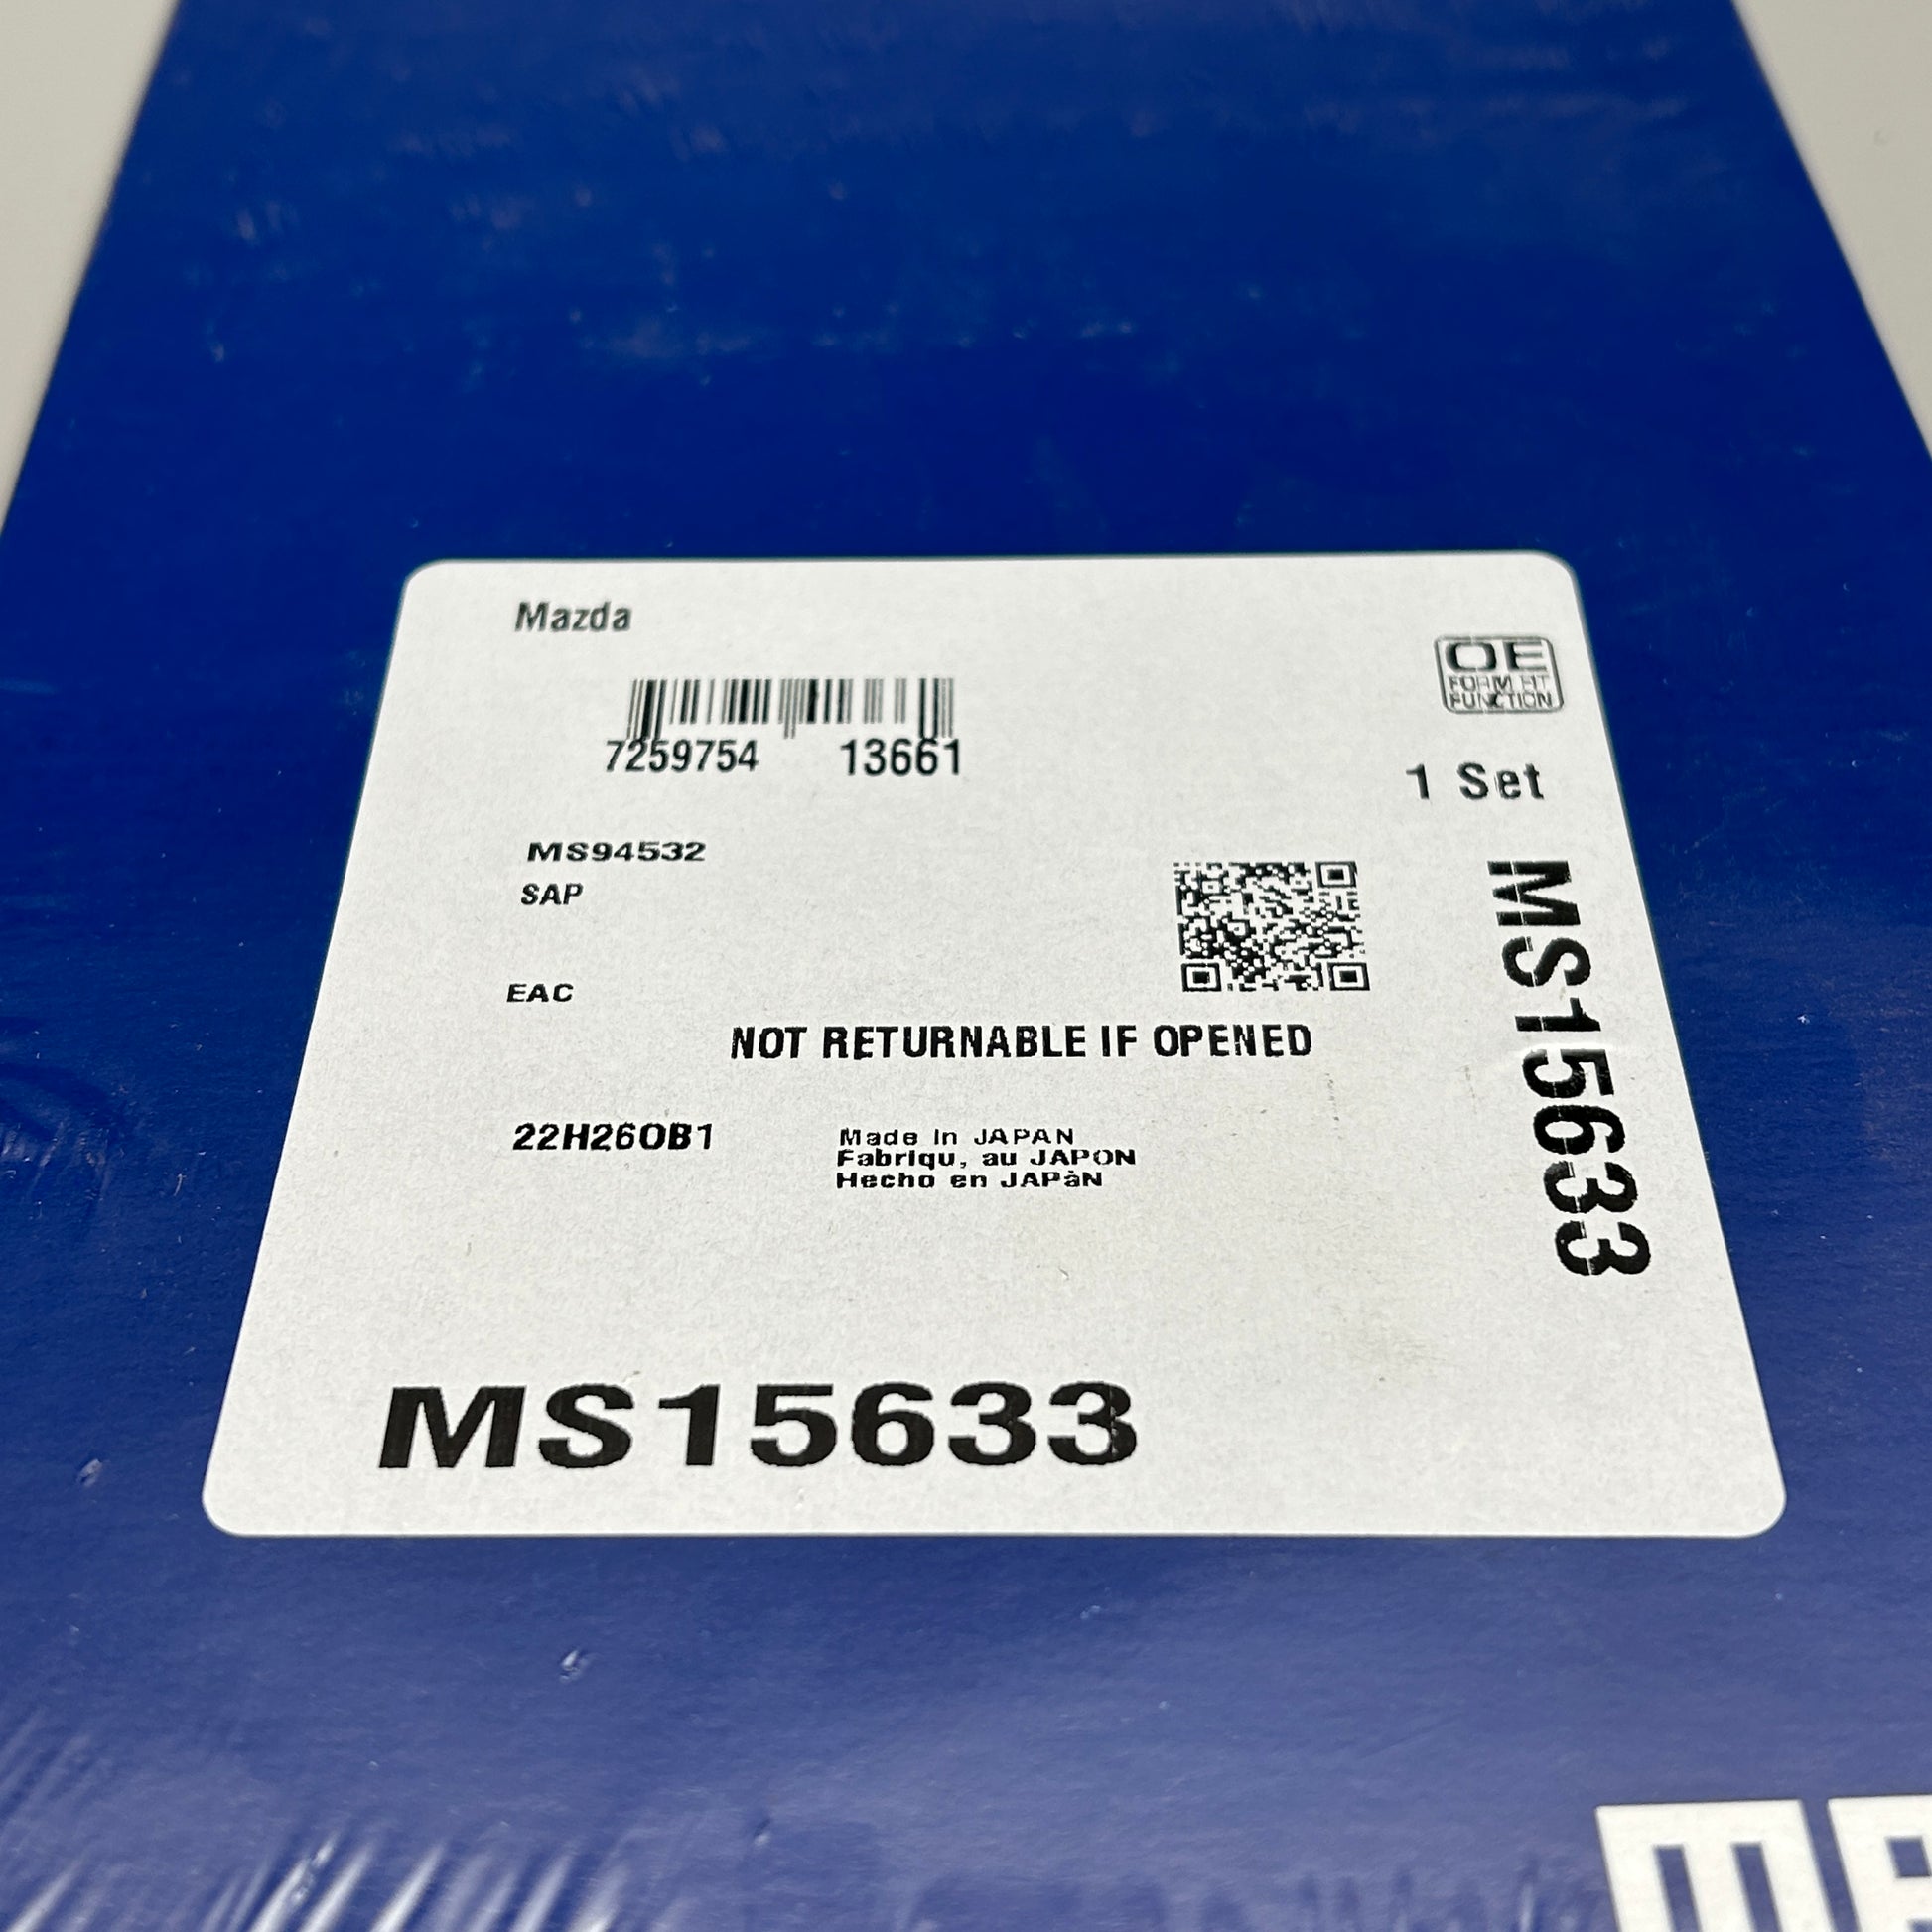 Mazda
OE
FORM FIT
FUNCTION
7259754 13661
1 Set
MS94532
SAP
MS15633
EAC
NOT RETURNABLE IF OPENED
22H260B1
Made in JAPAN
Fabriqu, au JAPON
Hecho en JAPàN
MS15633